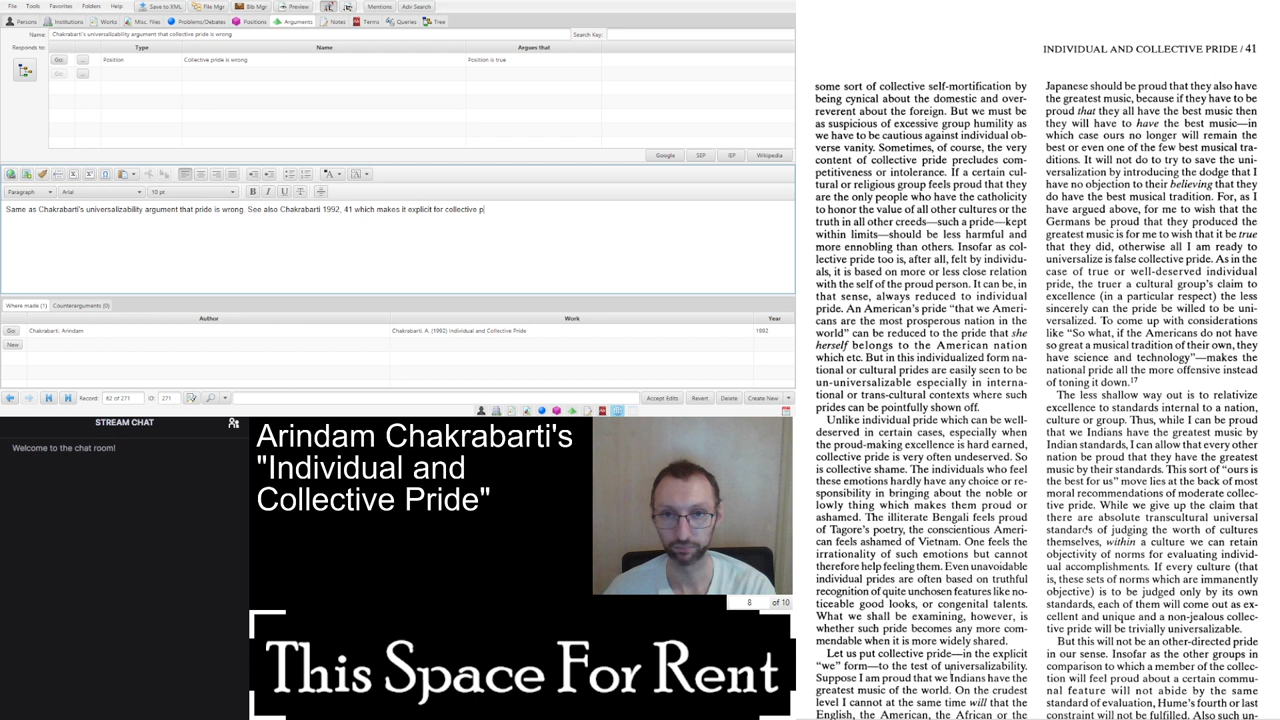 File Tools Favorites Folders Help Save to XML File Mgr Bib Mgr Preview Mentions Adv Search
Persons Institutions Works Misc. Files Problems/Debates Positions Arguments Notes Terms Queries Tree
Name: Chakrabarti's universalizability argument that collective pride is wrong Search Key:
Responds to: Type Name Argues that
Go ... Position Collective pride is wrong Position is true
Go ...
Google SEP IEP Wikipedia
Paragraph Arial 10 pt B I U T
Same as Chakrabarti's universalizability argument that pride is wrong. See also Chakrabarti 1992, 41 which makes it explicit for collective p
Where made (1) Counterarguments (0)
Author Work Year
Go Chakrabarti. Arindam Chakrabarti. A. (1992) Individual and Collective Pride 1992
New
Record: 62 of 271 ID: 271 Accept Edits Revert Delete Create New
STREAM CHAT
Welcome to the chat room!
Arindam Chakrabarti's
"Individual and
Collective Pride"
8 of 10
This Space For Rent
INDIVIDUAL AND COLLECTIVE PRIDE / 41
some sort of collective self-mortification by
being cynical about the domestic and over-
reverent about the foreign. But we must be
as suspicious of excessive group humility as
we have to be cautious against individual ob-
verse vanity. Sometimes, of course, the very
content of collective pride precludes com-
petitiveness or intolerance. If a certain cul-
tural or religious group feels proud that they
are the only people who have the catholicity
to honor the value of all other cultures or the
truth in all other creeds—such a pride—kept
within limits—should be less harmful and
more ennobling than others. Insofar as col-
lective pride too is, after all, felt by individu-
als, it is based on more or less close relation
with the self of the proud person. It can be, in
that sense, always reduced to individual
pride. An American's pride "that we Ameri-
cans are the most prosperous nation in the
world" can be reduced to the pride that she
herself belongs to the American nation
which etc. But in this individualized form na-
tional or cultural prides are easily seen to be
un-universalizable especially in interna-
tional or trans-cultural contexts where such
prides can be pointfully shown off.
Unlike individual pride which can be well-
deserved in certain cases, especially when
the proud-making excellence is hard earned,
collective pride is very often undeserved. So
is collective shame. The individuals who feel
these emotions hardly have any choice or re-
sponsibility in bringing about the noble or
lowly thing which makes them proud or
ashamed. The illiterate Bengali feels proud
of Tagore's poetry, the conscientious Ameri-
can feels ashamed of Vietnam. One feels the
irrationality of such emotions but cannot
therefore help feeling them. Even unavoidable
individual prides are often based on truthful
recognition of quite unchosen features like no-
ticeable good looks, or congenital talents.
What we shall be examining, however, is
whether such pride becomes any more com-
mendable when it is more widely shared.
Let us put collective pride—in the explicit
"we" form—to the test of universalizability.
Suppose I am proud that we Indians have the
greatest music of the world. On the crudest
level I cannot at the same time will that the
English, the American, the African or the
Japanese should be proud that they also have
the greatest music, because if they have to be
proud that they all have the best music then
they will have to have the best music—in
which case ours no longer will remain the
best or even one of the few best musical tra-
ditions. It will not do to try to save the uni-
versalization by introducing the dodge that I
have no objection to their believing that they
do have the best musical tradition. For, as I
have argued above, for me to wish that the
Germans be proud that they produced the
greatest music is for me to wish that it be true
that they did, otherwise all I am ready to
universalize is false collective pride. As in the
case of true or well-deserved individual
pride, the truer a cultural group's claim to
excellence (in a particular respect) the less
sincerely can the pride be willed to be uni-
versalized. To come up with considerations
like "So what, if the Americans do not have
so great a musical tradition of their own, they
have science and technology"—makes the
national pride all the more offensive instead
of toning it down.17
The less shallow way out is to relativize
excellence to standards internal to a nation,
culture or group. Thus, while I can be proud
that we Indians have the greatest music by
Indian standards, I can allow that every other
nation be proud that they have the greatest
music by their standards. This sort of "ours is
the best for us" move lies at the back of most
moral recommendations of moderate collec-
tive pride. While we give up the claim that
there are absolute transcultural universal
standards of judging the worth of cultures
themselves, within a culture we can retain
objectivity of norms for evaluating individ-
ual accomplishments. If every culture (that
is, these sets of norms which are immanently
objective) is to be judged only by its own
standards, each of them will come out as ex-
cellent and unique and a non-jealous collec-
tive pride will be trivially universalizable.
But this will not be an other-directed pride
in our sense. Insofar as the other groups in
comparison to which a member of the collec-
tion will feel proud about a certain commu-
nal feature will not abide by the same
standard of evaluation, Hume's fourth or last
constraint will not be fulfilled. Also such un-